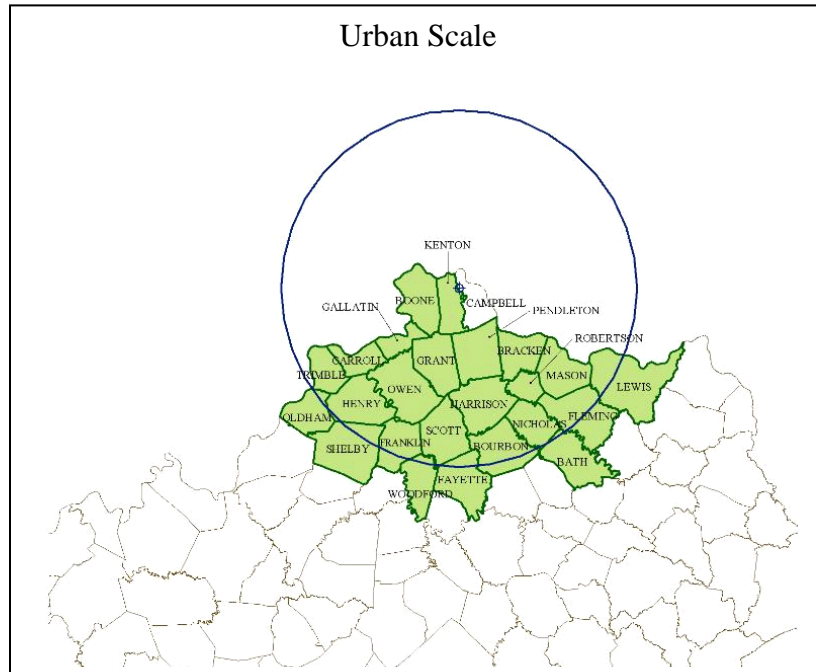 Urban Scale
KENTON
GALLATIN
BOONE
CAMPBELL
PENDLETON
ROBERTSON
CARROLL
GRANT
BRACKEN
TRIMBLE
MASON
LEWIS
OWEN
HENRY
HARRISON
OLDHAM
FLEMING
NICHOLAS
SCOTT
SHELBY
FRANKLIN
BOURBON
BATH
FAYETTE
WOODFORD